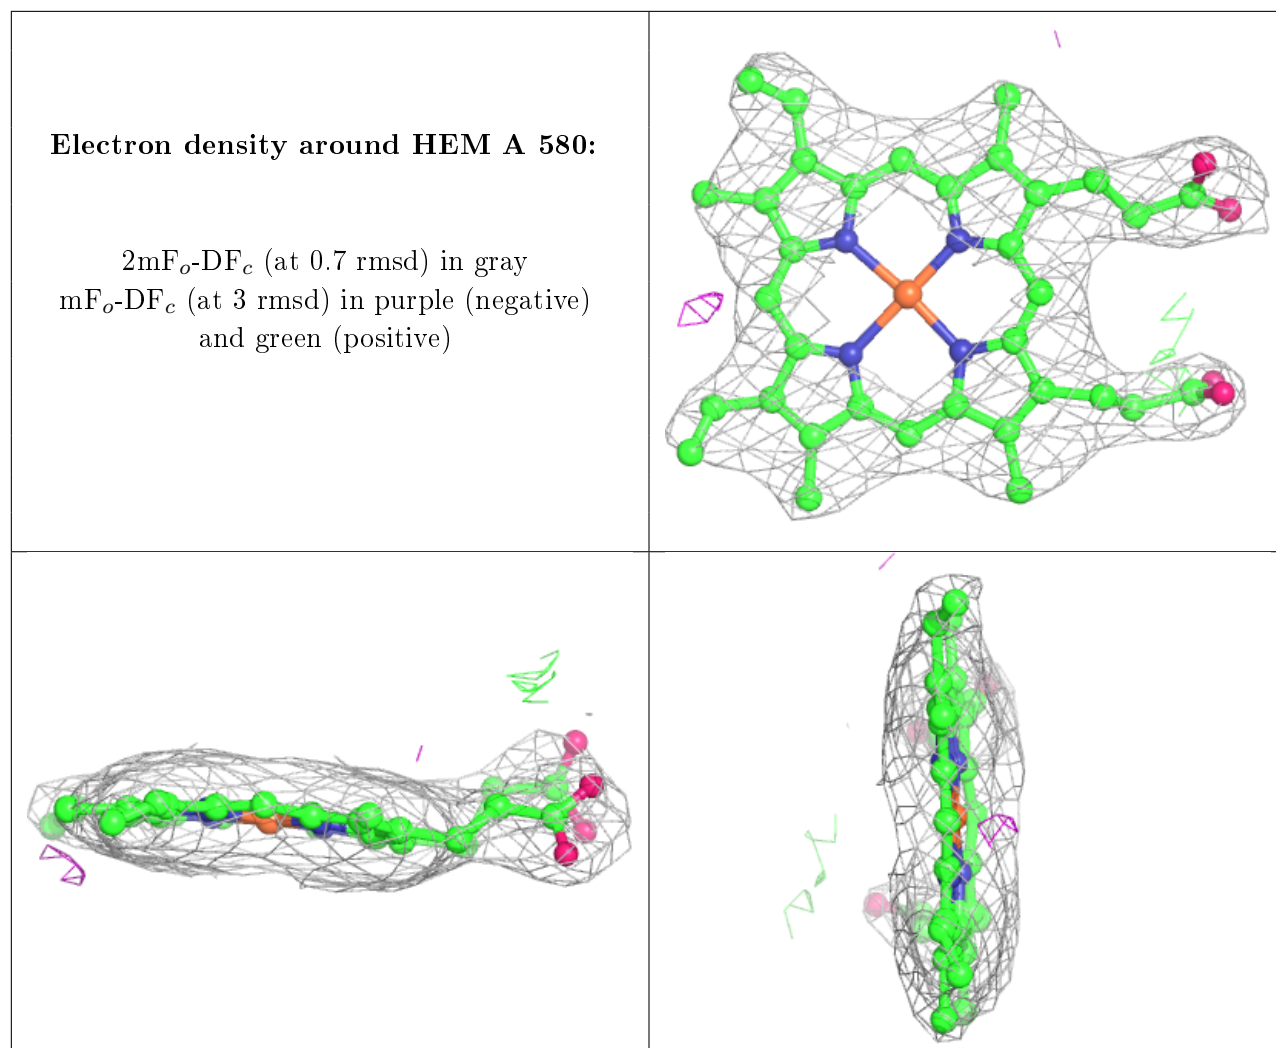 Electron density around HEM A 580:
2mFₒ-DF𝒸 (at 0.7 rmsd) in gray
mFₒ-DF𝒸 (at 3 rmsd) in purple (negative)
and green (positive)